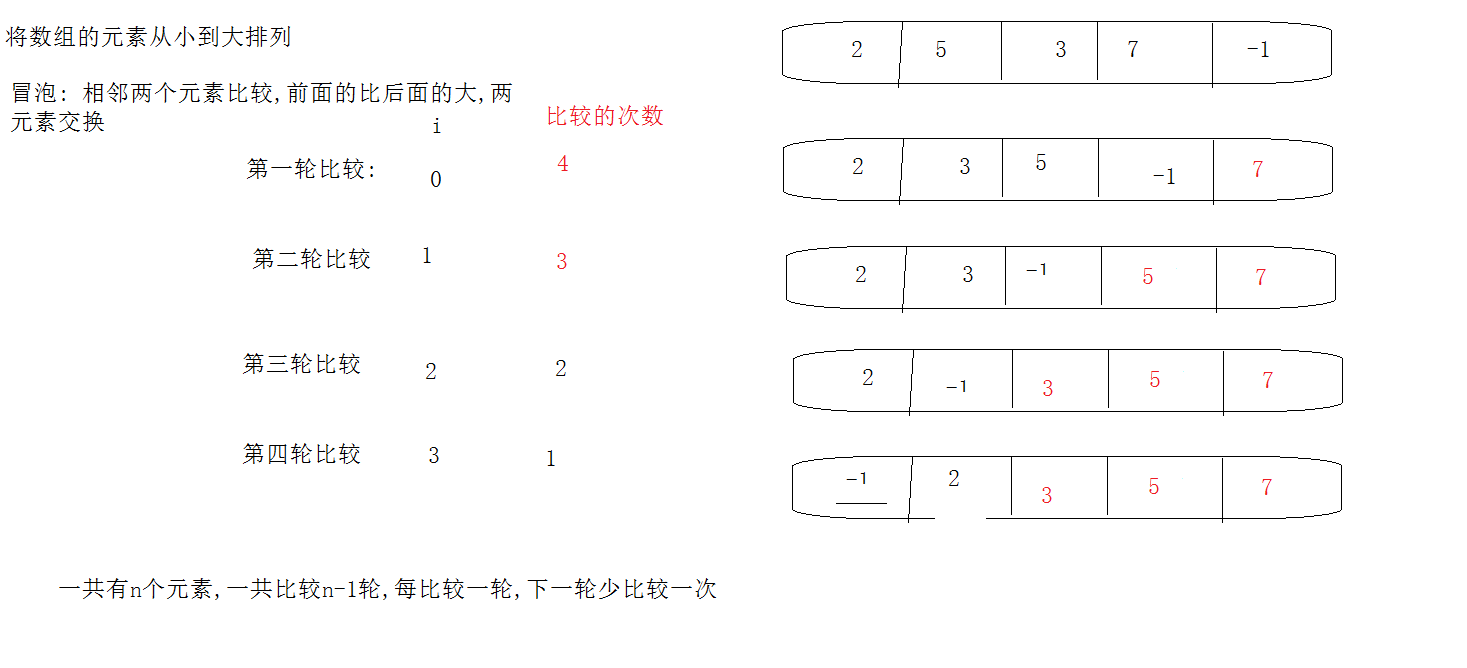 将数组的元素从小到大排列
2 5 3 7 -1
冒泡: 相邻两个元素比较,前面的比后面的大,两
元素交换
i 比较的次数
第一轮比较: 0 4
2 3 5 -1 7
第二轮比较 1 3
2 3 -1 5 7
第三轮比较 2 2
2 -1 3 5 7
第四轮比较 3 1
-1 2 3 5 7
一共有n个元素,一共比较n-1轮,每比较一轮,下一轮少比较一次